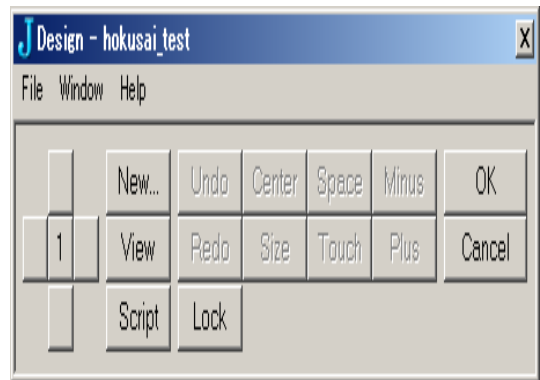 J Design - hokusai_test X
File Window Help
New... Undo Center Space Minus OK
1 View Redo Size Touch Plus Cancel
Script Lock